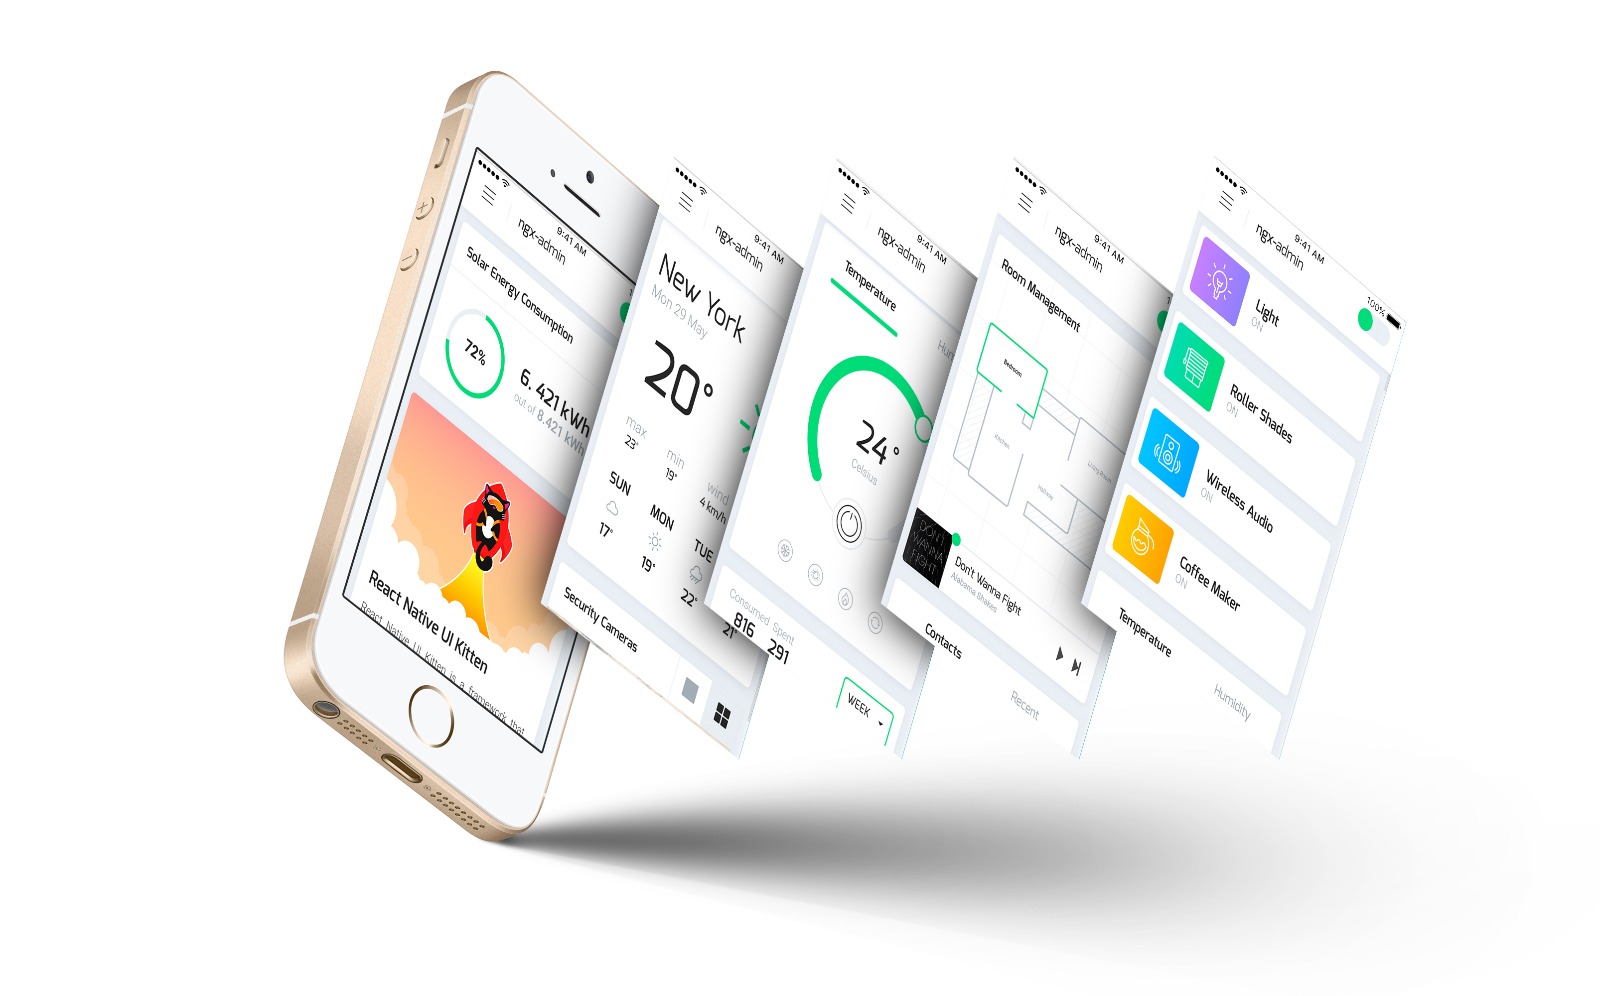 9:41 AM
ngx-admin
Solar Energy Consumption
72%
6. 421 kWh
out of 8.421 kWh
React Native UI Kitten
React Native UI Kitten is a framework that
9:41 AM
ngx-admin
New York
Mon 29 May
20°
max
23°
min
19°
wind
4 km/h
SUN
17°
MON
19°
TUE
22°
21°
Security Cameras
9:41 AM
ngx-admin
Temperature
24°
Celsius
Consumed
816
Spent
291
WEEK
9:41 AM
ngx-admin
Room Management
Bedroom
Kitchen
Hallway
DON'T
WANNA
FIGHT
Don't Wanna Fight
Alabama Shakes
Contacts
Recent
9:41 AM
100%
ngx-admin
Light
ON
Roller Shades
ON
Wireless Audio
ON
Coffee Maker
ON
Temperature
Humidity